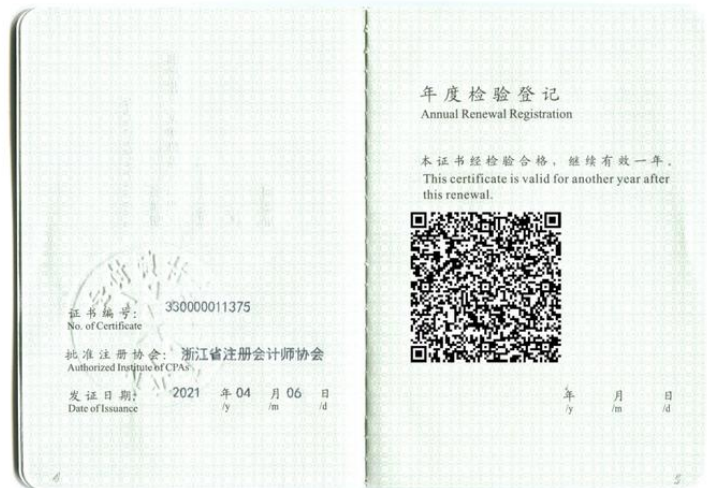 证书编号: 330000011375
No. of Certificate
批准注册协会: 浙江省注册会计师协会
Authorized Institute of CPAs
发证日期: 2021 年 04 月 06 日
Date of Issuance /y /m /d
4
年度检验登记
Annual Renewal Registration
本证书经检验合格，继续有效一年。
This certificate is valid for another year after
this renewal.
年 月 日
/y /m /d
5